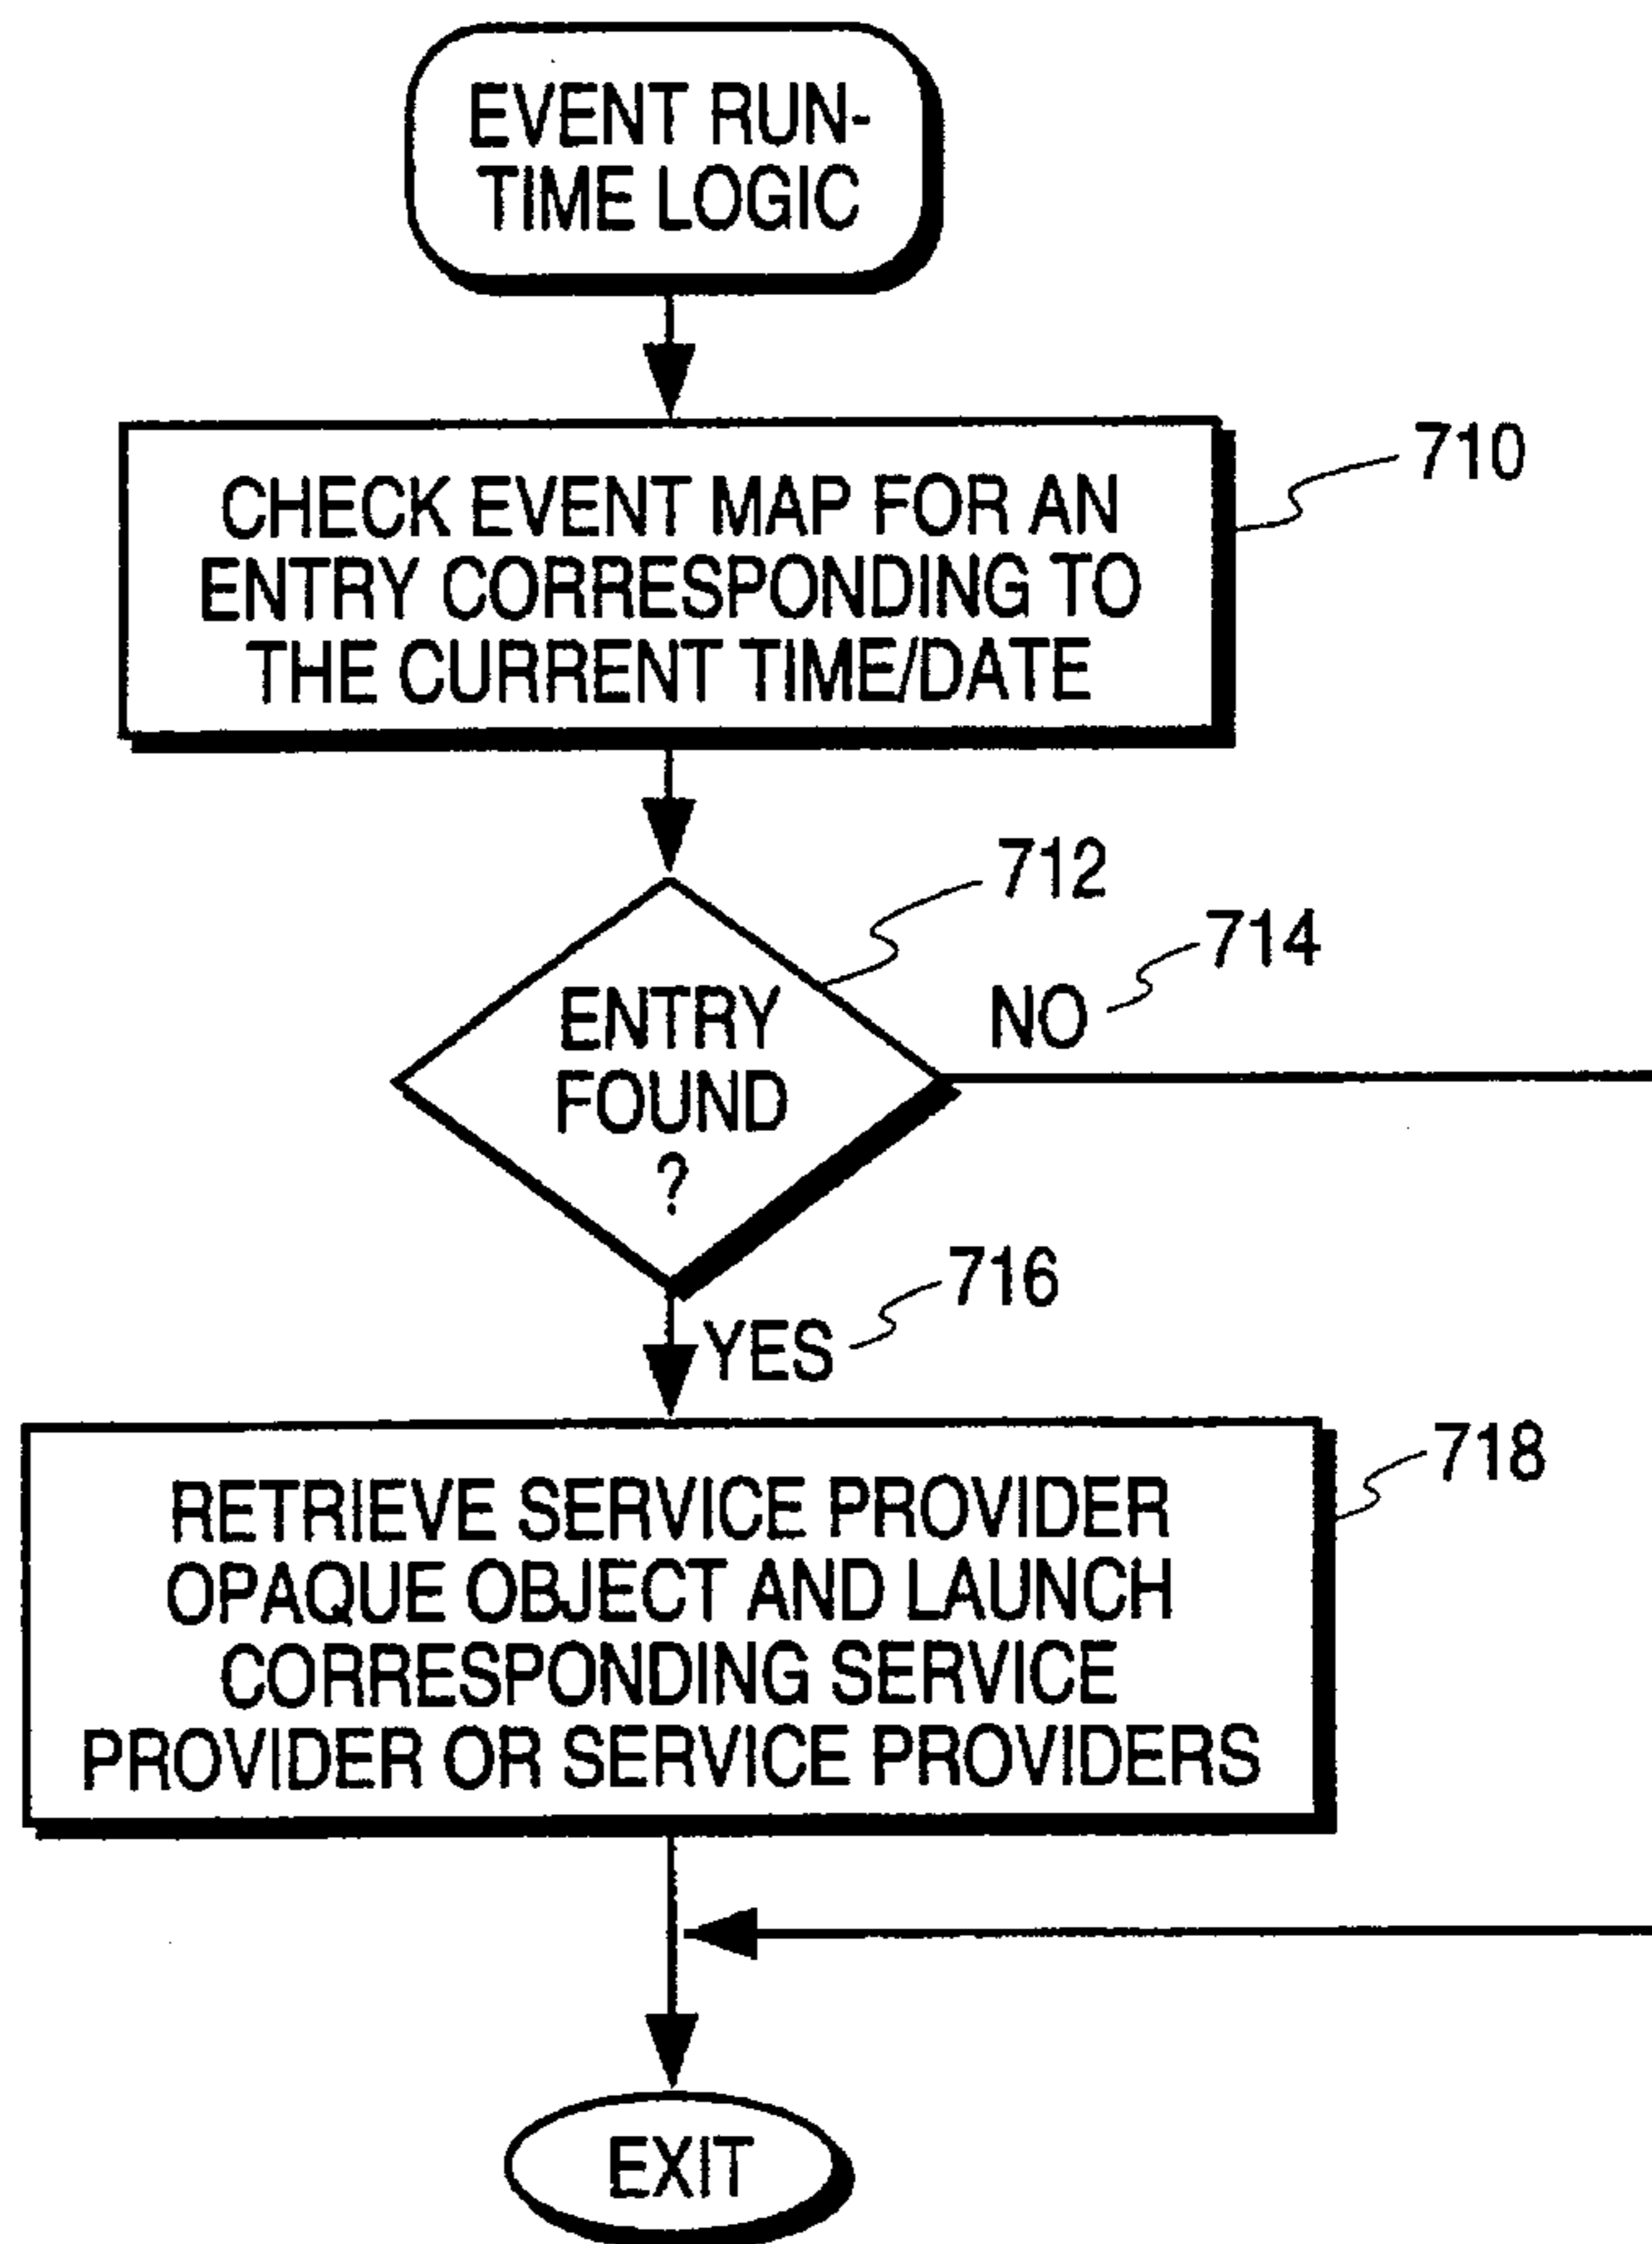 EVENT RUN-
TIME LOGIC
710
CHECK EVENT MAP FOR AN
ENTRY CORRESPONDING TO
THE CURRENT TIME/DATE
712
714
NO
ENTRY
FOUND
?
716
YES
718
RETRIEVE SERVICE PROVIDER
OPAQUE OBJECT AND LAUNCH
CORRESPONDING SERVICE
PROVIDER OR SERVICE PROVIDERS
EXIT